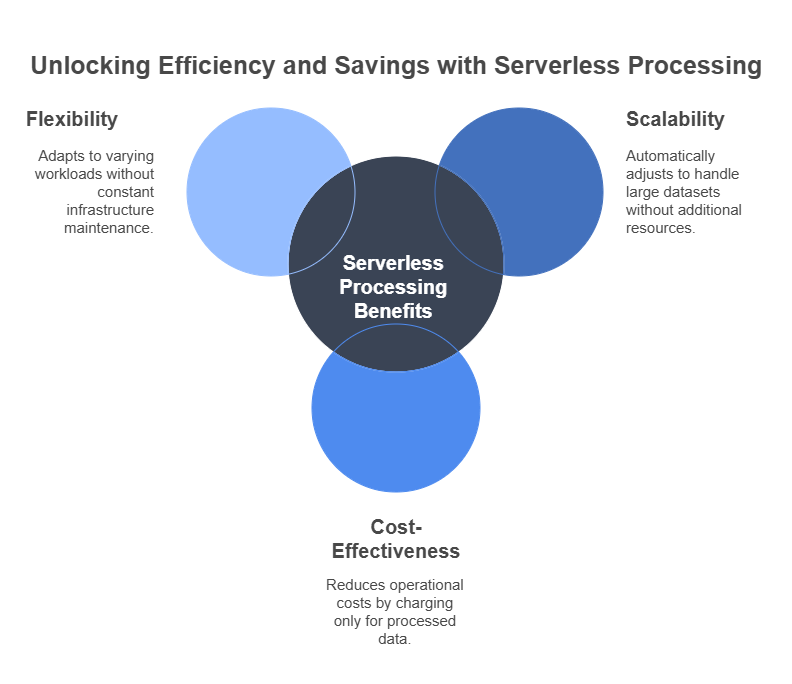 Unlocking Efficiency and Savings with Serverless Processing
Flexibility
Adapts to varying
workloads without
constant
infrastructure
maintenance.
Scalability
Automatically
adjusts to handle
large datasets
without additional
resources.
Serverless
Processing
Benefits
Cost-
Effectiveness
Reduces operational
costs by charging
only for processed
data.